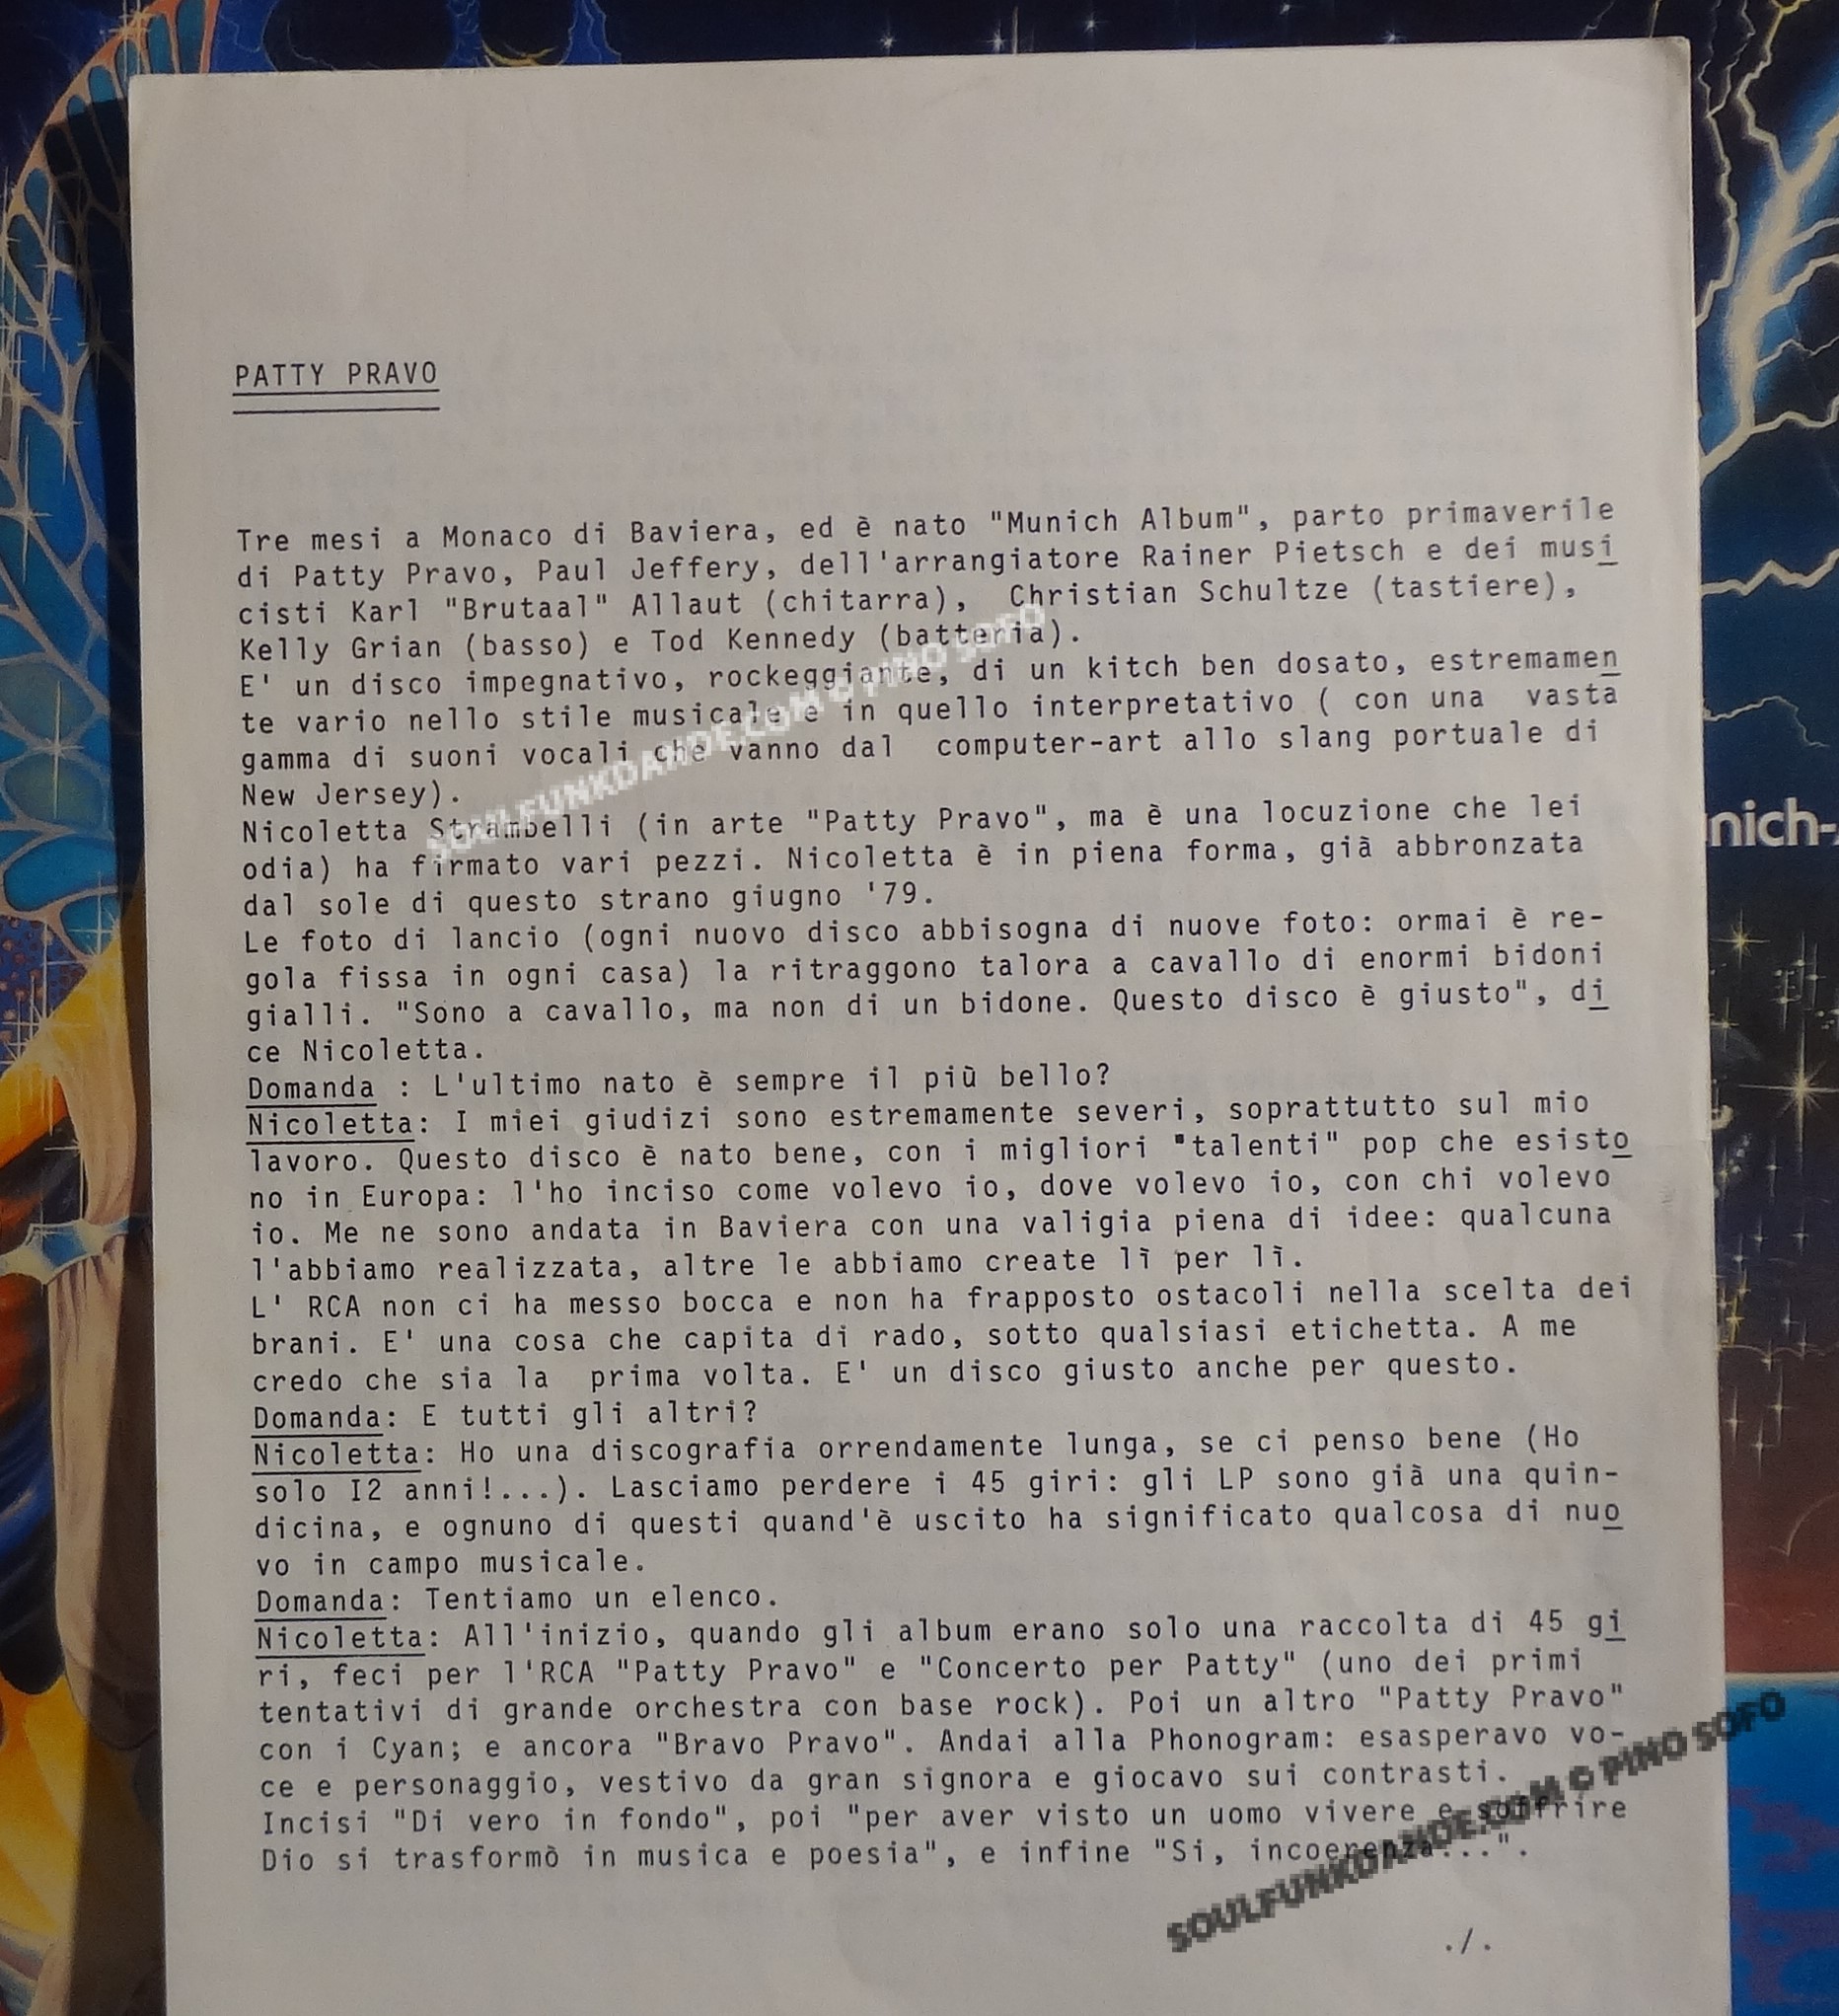 PATTY PRAVO
Tre mesi a Monaco di Baviera, ed è nato "Munich Album", parto primaverile
di Patty Pravo, Paul Jeffery, dell'arrangiatore Rainer Pietsch e dei musi
cisti Karl "Brutaal" Allaut (chitarra), Christian Schultze (tastiere),
Kelly Grian (basso) e Tod Kennedy (batteria).
E' un disco impegnativo, rockeggiante, di un kitch ben dosato, estremamen
te vario nello stile musicale e in quello interpretativo ( con una vasta
gamma di suoni vocali che vanno dal computer-art allo slang portuale di
New Jersey).
Nicoletta Strambelli (in arte "Patty Pravo", ma è una locuzione che lei
odia) ha firmato vari pezzi. Nicoletta è in piena forma, già abbronzata
dal sole di questo strano giugno '79.
Le foto di lancio (ogni nuovo disco abbisogna di nuove foto: ormai è re-
gola fissa in ogni casa) la ritraggono talora a cavallo di enormi bidoni
gialli. "Sono a cavallo, ma non di un bidone. Questo disco è giusto", di
ce Nicoletta.
Domanda : L'ultimo nato è sempre il più bello?
Nicoletta: I miei giudizi sono estremamente severi, soprattutto sul mio
lavoro. Questo disco è nato bene, con i migliori "talenti" pop che esisto
no in Europa: l'ho inciso come volevo io, dove volevo io, con chi volevo
io. Me ne sono andata in Baviera con una valigia piena di idee: qualcuna
l'abbiamo realizzata, altre le abbiamo create lì per lì.
L' RCA non ci ha messo bocca e non ha frapposto ostacoli nella scelta dei
brani. E' una cosa che capita di rado, sotto qualsiasi etichetta. A me
credo che sia la prima volta. E' un disco giusto anche per questo.
Domanda: E tutti gli altri?
Nicoletta: Ho una discografia orrendamente lunga, se ci penso bene (Ho
solo I2 anni!...). Lasciamo perdere i 45 giri: gli LP sono già una quin-
dicina, e ognuno di questi quand'è uscito ha significato qualcosa di nuo
vo in campo musicale.
Domanda: Tentiamo un elenco.
Nicoletta: All'inizio, quando gli album erano solo una raccolta di 45 gi
ri, feci per l'RCA "Patty Pravo" e "Concerto per Patty" (uno dei primi
tentativi di grande orchestra con base rock). Poi un altro "Patty Pravo"
con i Cyan; e ancora "Bravo Pravo". Andai alla Phonogram: esasperavo vo-
ce e personaggio, vestivo da gran signora e giocavo sui contrasti.
Incisi "Di vero in fondo", poi "per aver visto un uomo vivere e soffrire
Dio si trasformò in musica e poesia", e infine "Si, incoerenza...".
./.
nich-
SOULFUNKDANDE.COM © PINO SOFO
SOULFUNKDANDE.COM © PINO SOFO